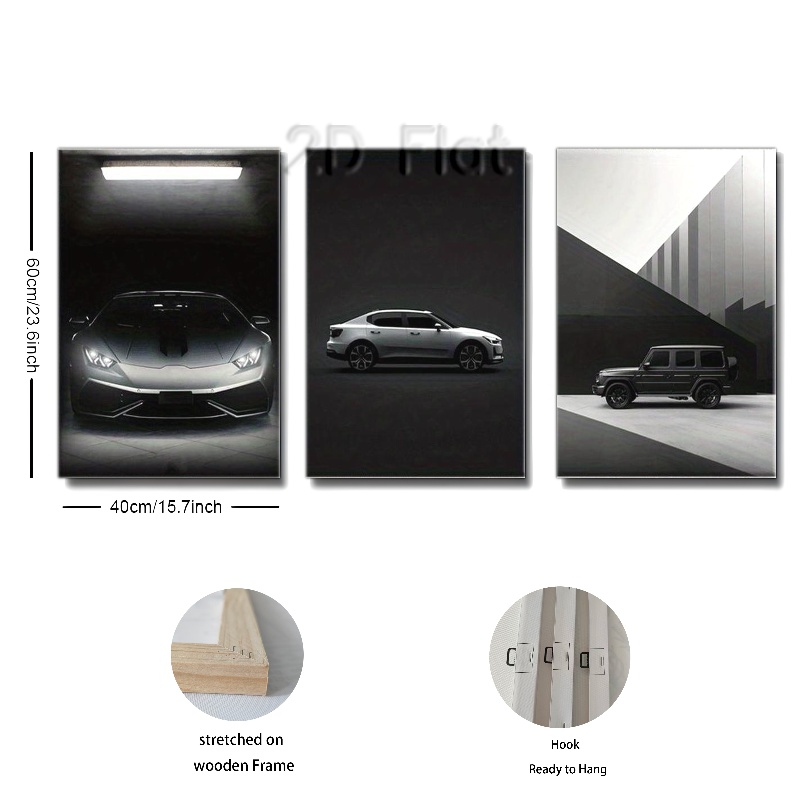 2D Flat
60cm/23.6inch
40cm/15.7inch
stretched on
wooden Frame
Hook
Ready to Hang